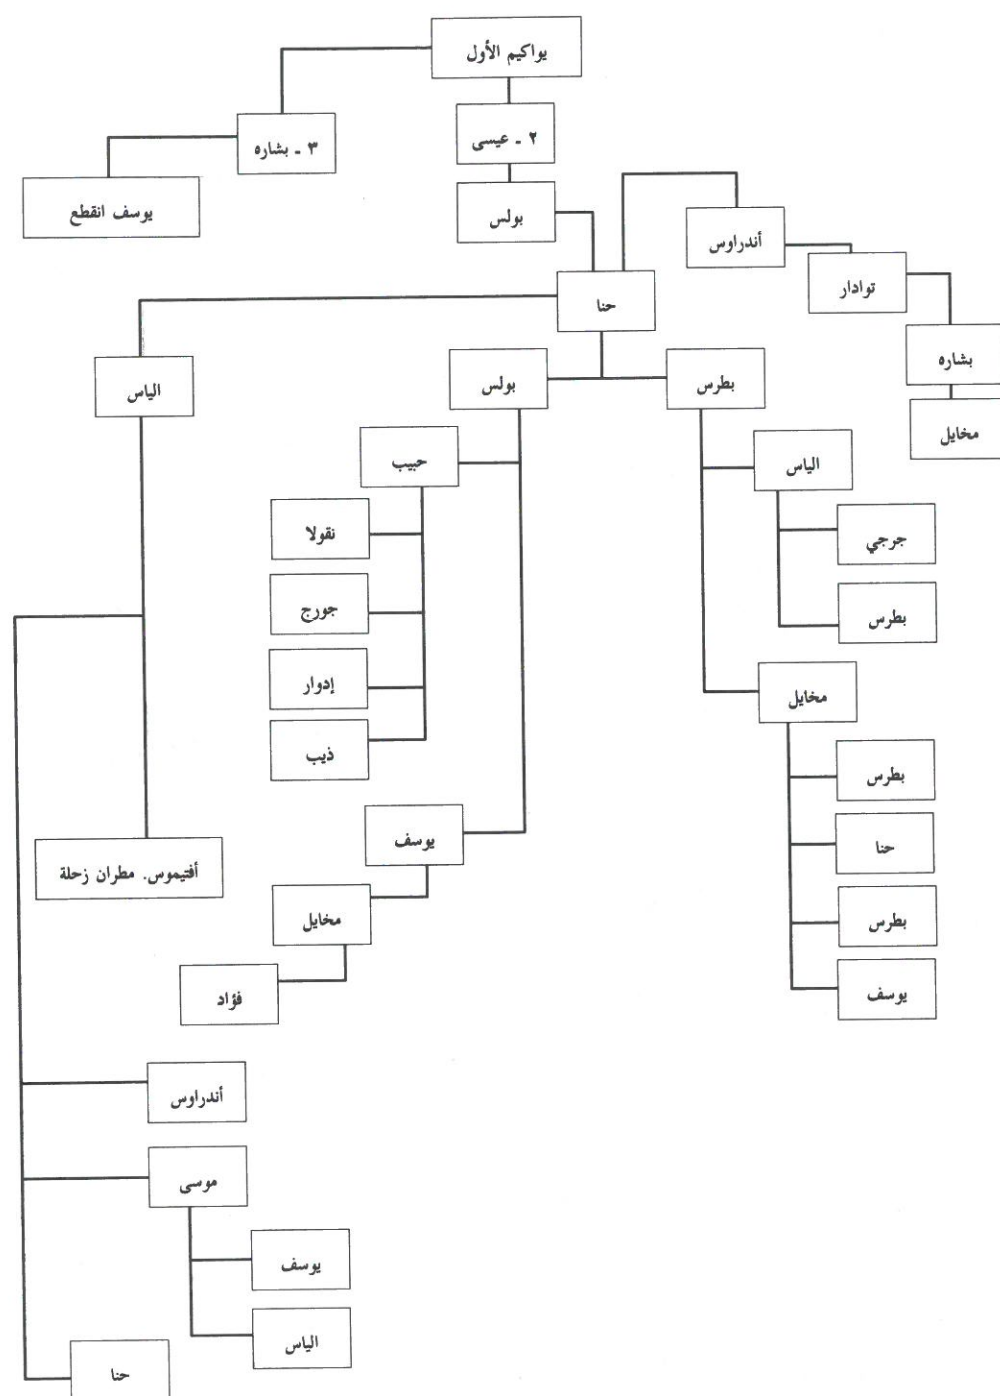 يواكيم الأول
٢ ـ عيسى
٣ ـ بشاره
يوسف انقطع
بولس
أندراوس
توادار
حنا
بشاره
مخايل
بطرس
بولس
الياس
الياس
حبيب
جرجي
نقولا
بطرس
جورج
مخايل
إدوار
بطرس
ذيب
حنا
يوسف
أفتيموس. مطران زحلة
بطرس
مخايل
يوسف
فؤاد
أندراوس
موسى
يوسف
الياس
حنا